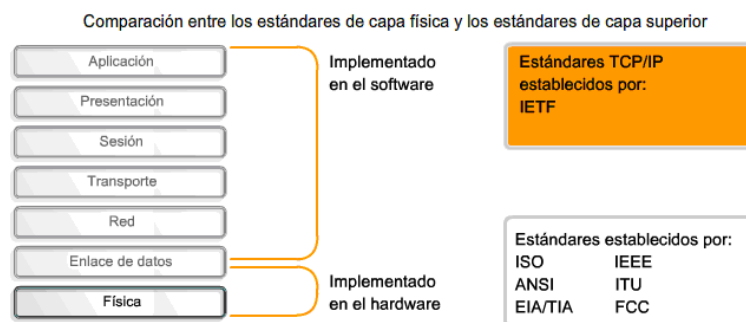 Comparación entre los estándares de capa física y los estándares de capa superior
Aplicación
Presentación
Sesión
Transporte
Red
Enlace de datos
Física
Implementado
en el software
Implementado
en el hardware
Estándares TCP/IP
establecidos por:
IETF
Estándares establecidos por:
ISO IEEE
ANSI ITU
EIA/TIA FCC